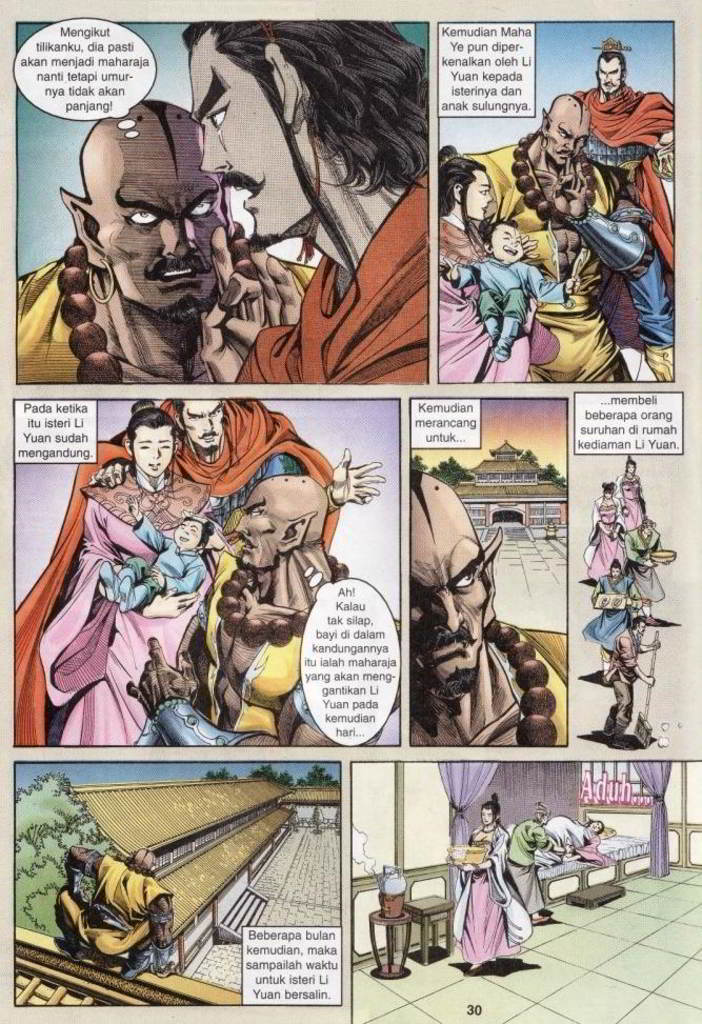 Mengikut
tilikanku, dia pasti
akan menjadi maharaja
nanti tetapi umur-
nya tidak akan
panjang!
Kemudian Maha
Ye pun diper-
kenalkan oleh Li
Yuan kepada
isterinya dan
anak sulungnya.
Pada ketika
itu isteri Li
Yuan sudah
mengandung.
Ah!
Kalau
tak silap,
bayi di dalam
kandungannya
itu ialah maharaja
yang akan meng-
gantikan Li
Yuan pada
kemudian
hari...
Kemudian
merancang
untuk...
...membeli
beberapa orang
suruhan di rumah
kediaman Li Yuan.
Beberapa bulan
kemudian, maka
sampailah waktu
untuk isteri Li
Yuan bersalin.
Aduh...
30